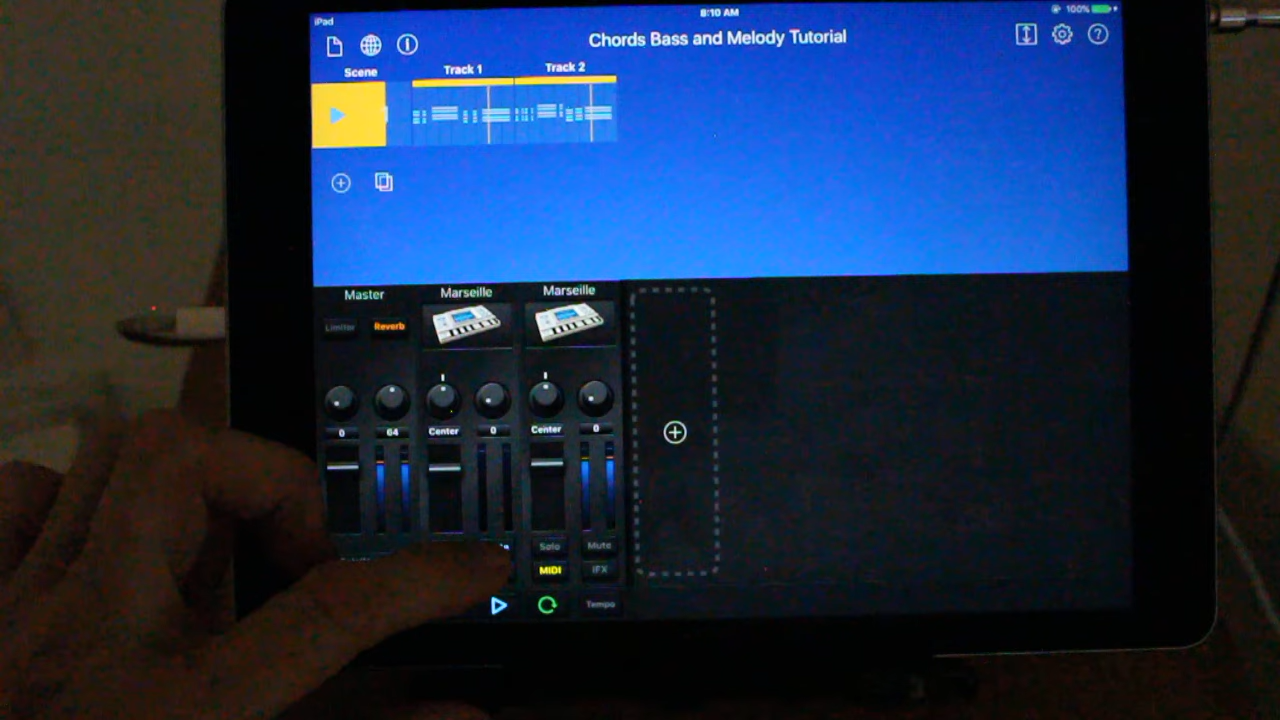 iPad
8:10 AM
100%
Chords Bass and Melody Tutorial
Scene
Track 1
Track 2
Master
Marseille
Marseille
Limiter
Reverb
0
64
Center
0
Center
0
Solo
Mute
MIDI
IFX
Tempo